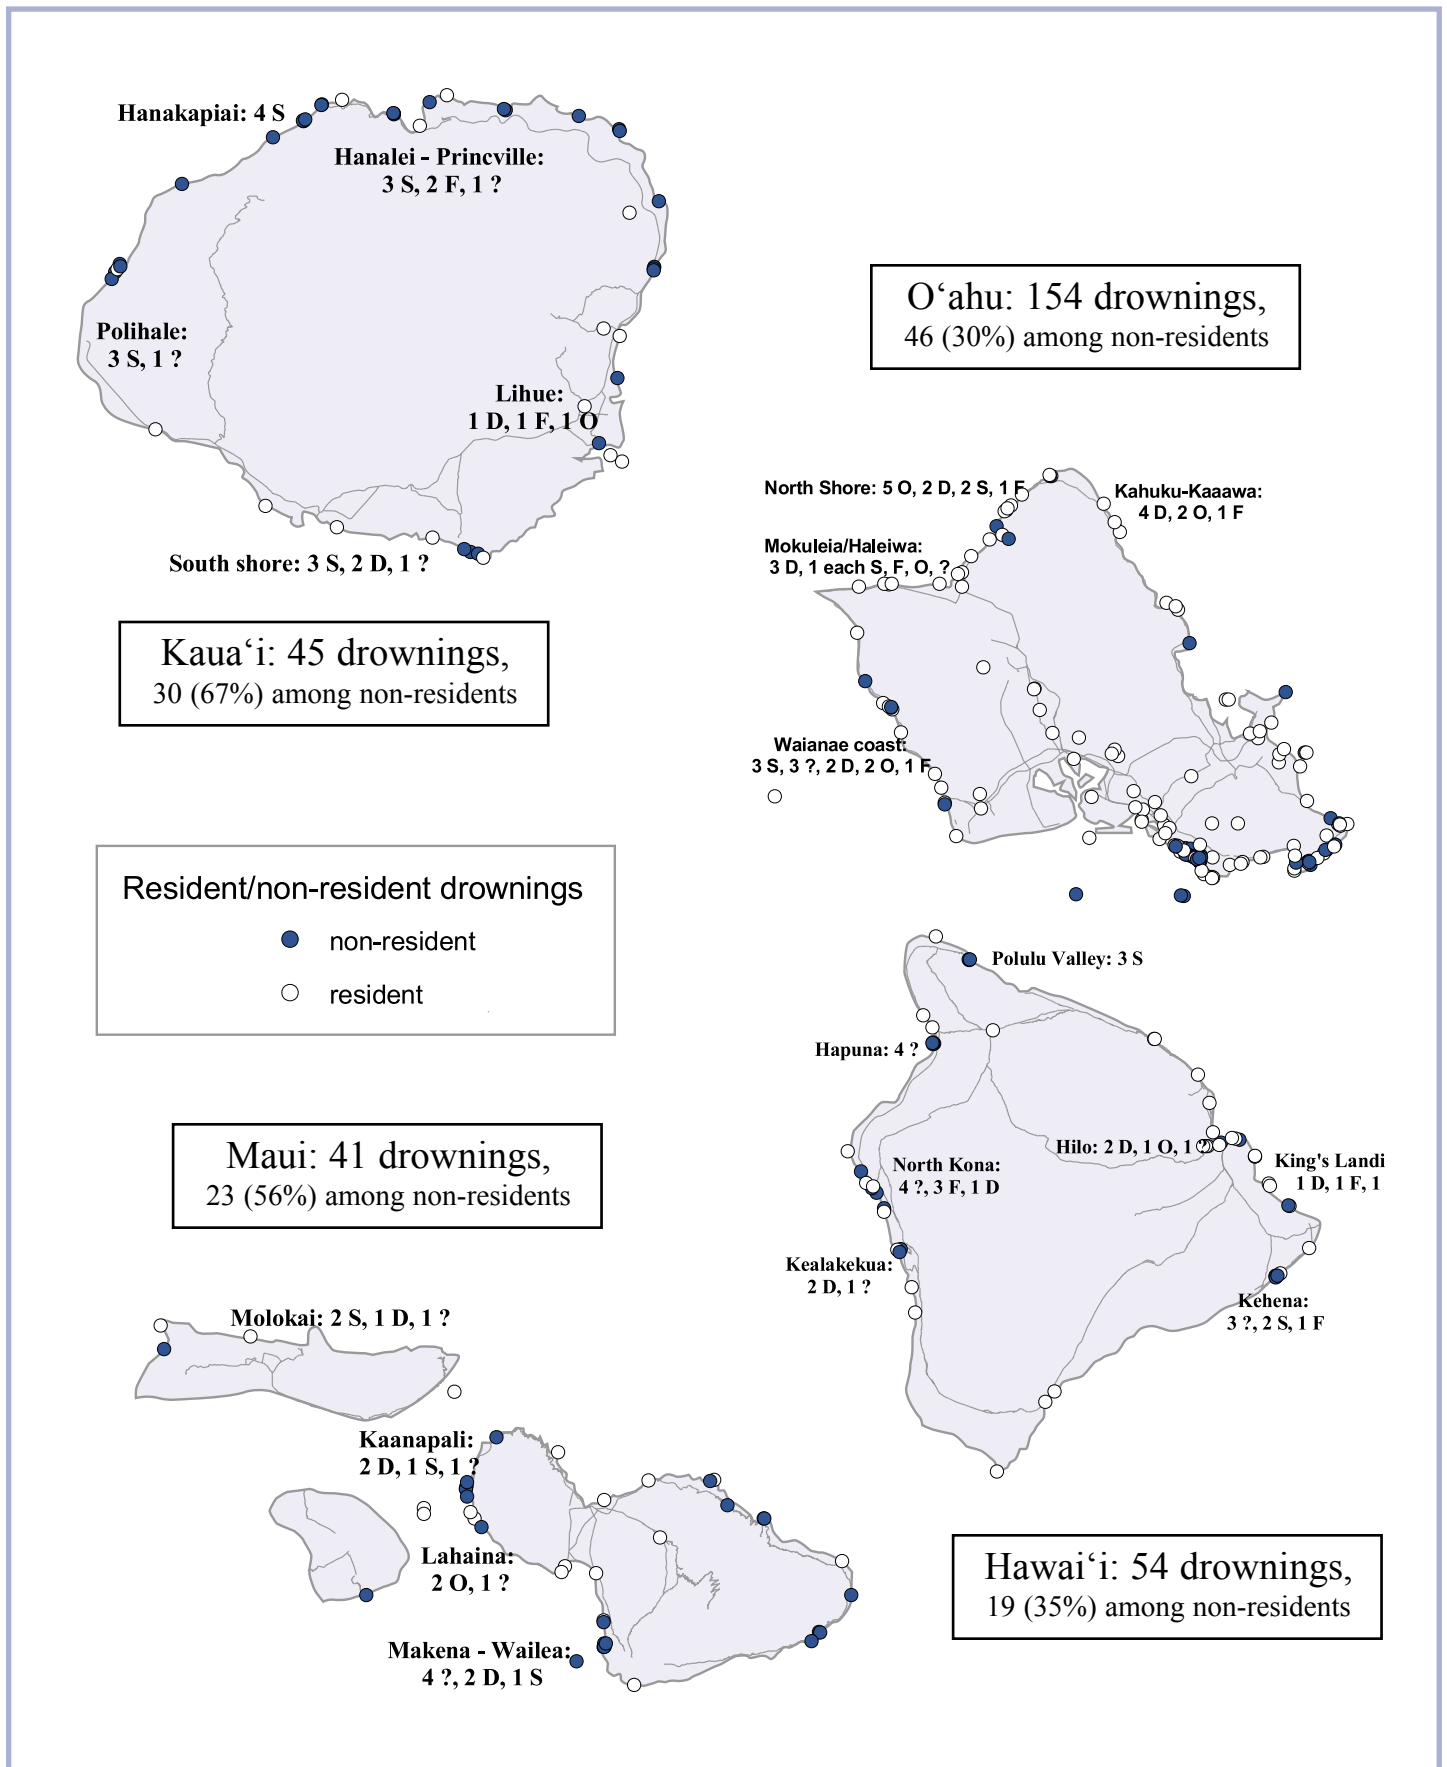 Hanakapiai: 4 S
Hanalei - Princville:
3 S, 2 F, 1 ?
Polihale:
3 S, 1 ?
Lihue:
1 D, 1 F, 1 O
South shore: 3 S, 2 D, 1 ?
Kaua‘i: 45 drownings,
30 (67%) among non-residents
O‘ahu: 154 drownings,
46 (30%) among non-residents
North Shore: 5 O, 2 D, 2 S, 1 F
Kahuku-Kaaawa:
4 D, 2 O, 1 F
Mokuleia/Haleiwa:
3 D, 1 each S, F, O, ?
Waianae coast:
3 S, 3 ?, 2 D, 2 O, 1 F
Resident/non-resident drownings
non-resident
resident
Polulu Valley: 3 S
Hapuna: 4 ?
Hilo: 2 D, 1 O, 1 ?
North Kona:
4 ?, 3 F, 1 D
King's Landi
1 D, 1 F, 1
Kealakekua:
2 D, 1 ?
Kehena:
3 ?, 2 S, 1 F
Maui: 41 drownings,
23 (56%) among non-residents
Molokai: 2 S, 1 D, 1 ?
Kaanapali:
2 D, 1 S, 1 ?
Lahaina:
2 O, 1 ?
Makena - Wailea:
4 ?, 2 D, 1 S
Hawai‘i: 54 drownings,
19 (35%) among non-residents